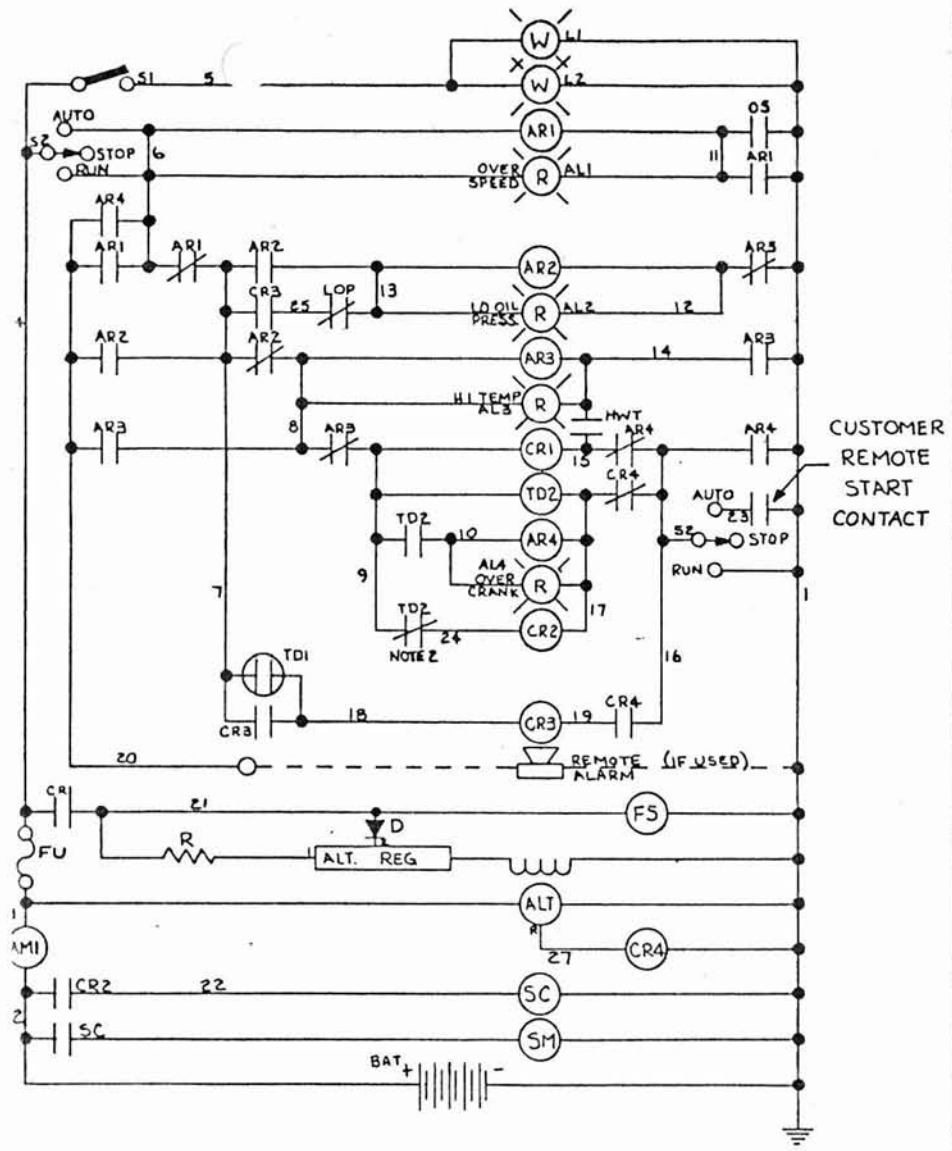 W L1
W L2
S1 5
AUTO
S2 STOP
RUN
6
AR1
11
OS
AR1
OVER
SPEED
R AL1
AR4
AR1
AR1
AR2
AR2
AR3
CR3 25 LOP
13
LO OIL
PRESS.
R AL2 12
AR2
AR2
AR3
14
AR3
HI TEMP
AL3
R
HWT
AR3
8
AR3
CR1
15
AR4
AR4
CUSTOMER
REMOTE
START
CONTACT
TD2
CR4
AUTO
23
S2 STOP
RUN
1
TD2
10
AR4
AL4
OVER
CRANK
R
17
7
9
TD2
24
NOTE 2
CR2
16
TD1
CR3
18
CR3
19
CR4
20
REMOTE (IF USED)
ALARM
21
FS
FU
R
D
1
2
ALT. REG
1
ALT
R
27
CR4
AM1
2
CR2 22
SC
SC
SM
BAT + -